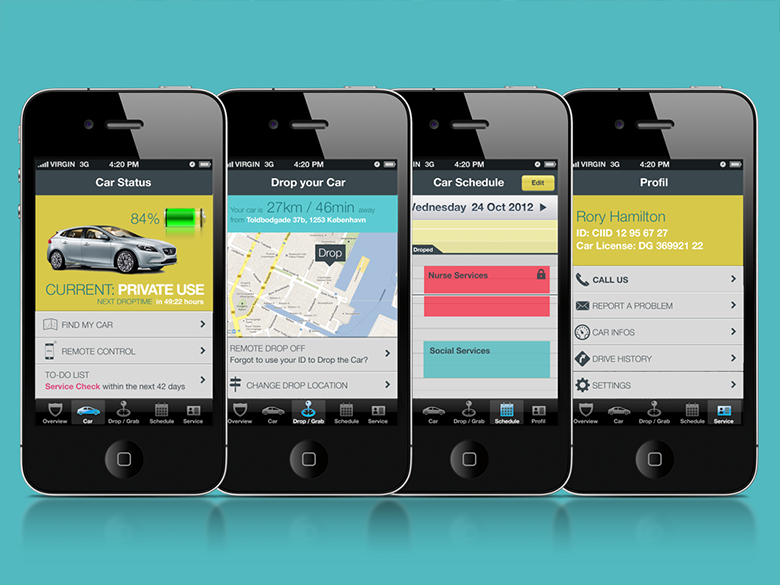 VIRGIN 3G 4:20 PM
Car Status
84%
CURRENT: PRIVATE USE
NEXT DROPTIME in 49:22 hours
FIND MY CAR
REMOTE CONTROL
TO-DO LIST
Service Check within the next 42 days
Overview Car Drop / Grab Schedule Service
VIRGIN 3G 4:20 PM
Drop your Car
Your car is 27km / 46min away
from Toldbodgade 37b, 1253 København
Drop
REMOTE DROP OFF
Forgot to use your ID to Drop the Car?
CHANGE DROP LOCATION
Overview Car Drop / Grab Schedule Service
IN 3G 4:20 PM
Car Schedule Edit
Wednesday 24 Oct 2012
Droped
Nurse Services
Social Services
Car Drop / Grab Schedule Profil
VIRGIN 3G 4:20 PM
Profil
Rory Hamilton
ID: CIID 12 95 67 27
Car License: DG 369921 22
CALL US
REPORT A PROBLEM
CAR INFOS
DRIVE HISTORY
SETTINGS
Overview Car Drop / Grab Schedule Service